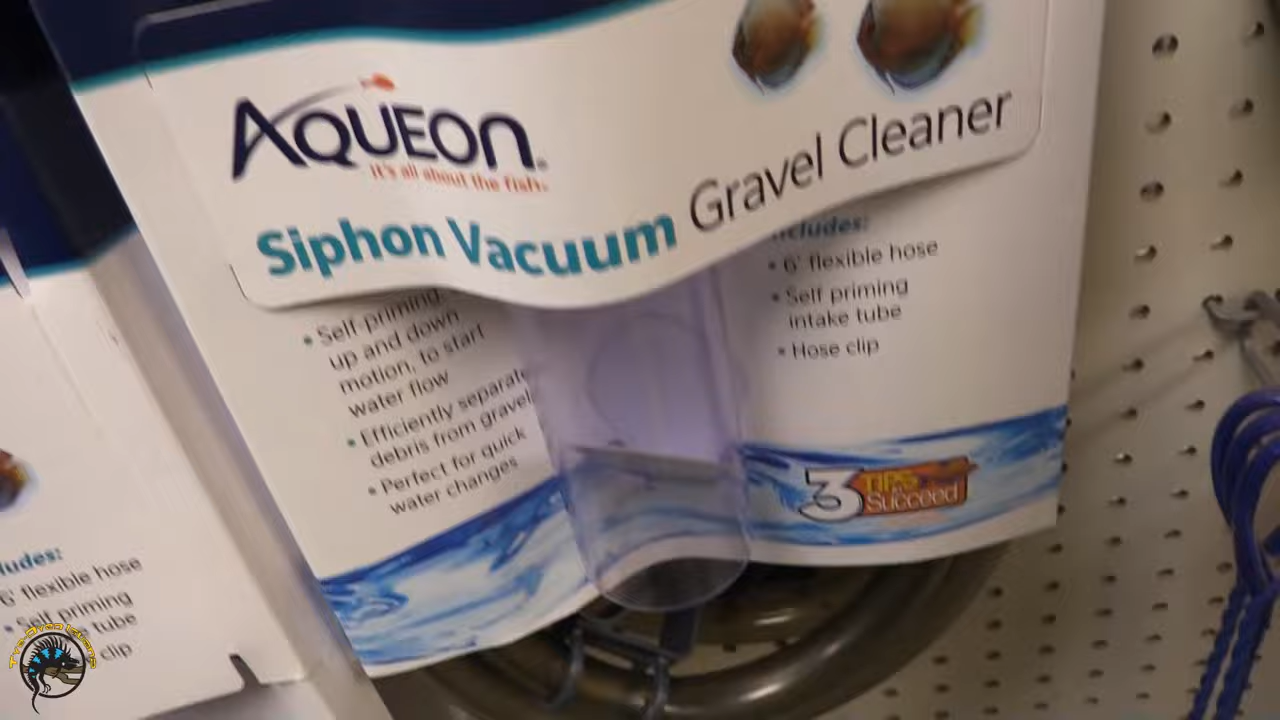 AQUEON
it's all about the fish
Siphon Vacuum Gravel Cleaner
• Self-priming
up and down
motion, to start
water flow
• Efficiently separate
debris from gravel
• Perfect for quick
water changes
Includes:
• 6' flexible hose
• Self priming
intake tube
• Hose clip
3 TIPS
Succeed
ludes:
6' flexible hose
• Self priming
tube
clip